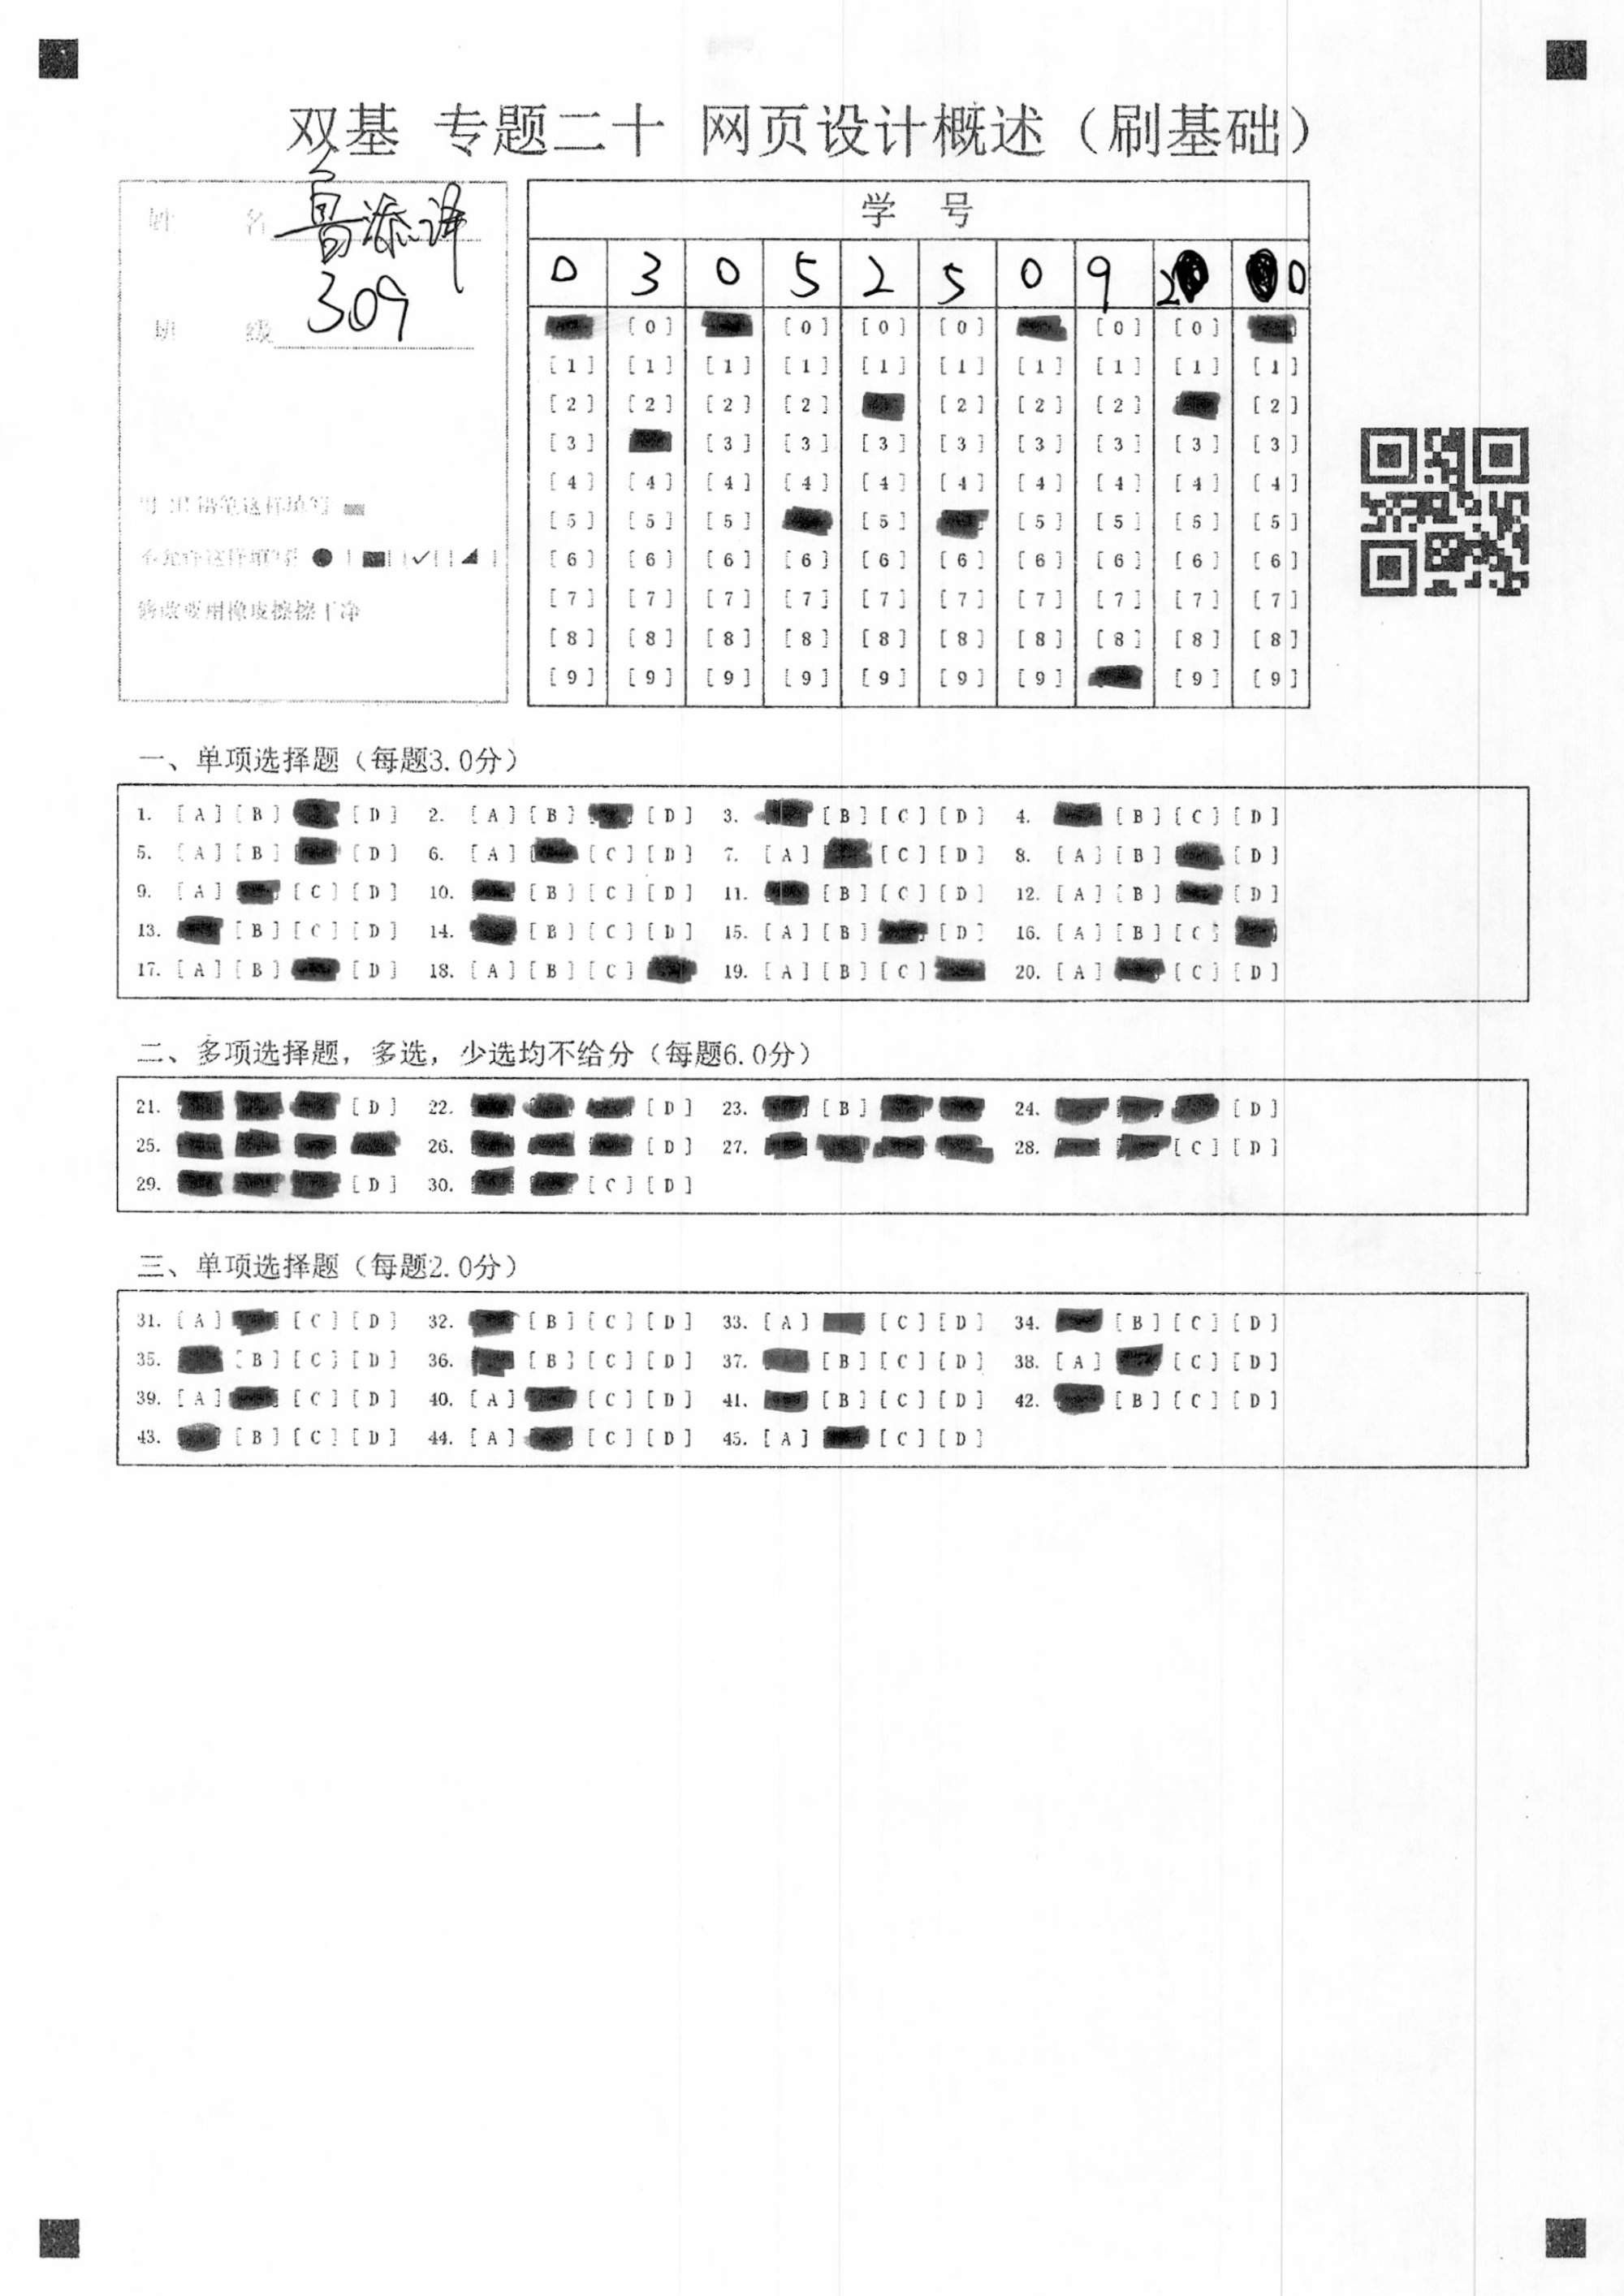 双基 专题二十 网页设计概述（刷基础）
姓 名 鲁添译
班 级 309
不允许这样填写
修改要用橡皮擦擦干净
学 号
0 3 0 5 2 5 0 9 2 0
[0] [0] [0] [0] [0] [0]
[1] [1] [1] [1] [1] [1] [1] [1] [1] [1]
[2] [2] [2] [2] [2] [2] [2] [2]
[3] [3] [3] [3] [3] [3] [3] [3] [3]
[4] [4] [4] [4] [4] [4] [4] [4] [4] [4]
[5] [5] [5] [5] [5] [5] [5] [5]
[6] [6] [6] [6] [6] [6] [6] [6] [6] [6]
[7] [7] [7] [7] [7] [7] [7] [7] [7] [7]
[8] [8] [8] [8] [8] [8] [8] [8] [8] [8]
[9] [9] [9] [9] [9] [9] [9] [9] [9]
一、单项选择题（每题3.0分）
1. [A] [B] [D] 2. [A] [B] [D] 3. [B] [C] [D] 4. [B] [C] [D]
5. [A] [B] [D] 6. [A] [C] [D] 7. [A] [C] [D] 8. [A] [B] [D]
9. [A] [C] [D] 10. [B] [C] [D] 11. [B] [C] [D] 12. [A] [B] [D]
13. [B] [C] [D] 14. [B] [C] [D] 15. [A] [B] [D] 16. [A] [B] [C]
17. [A] [B] [D] 18. [A] [B] [C] 19. [A] [B] [C] 20. [A] [C] [D]
二、多项选择题，多选，少选均不给分（每题6.0分）
21. [D] 22. [D] 23. [B] 24. [D]
25. 26. [D] 27. 28. [C] [D]
29. [D] 30. [C] [D]
三、单项选择题（每题2.0分）
31. [A] [C] [D] 32. [B] [C] [D] 33. [A] [C] [D] 34. [B] [C] [D]
35. [B] [C] [D] 36. [B] [C] [D] 37. [B] [C] [D] 38. [A] [C] [D]
39. [A] [C] [D] 40. [A] [C] [D] 41. [B] [C] [D] 42. [B] [C] [D]
43. [B] [C] [D] 44. [A] [C] [D] 45. [A] [C] [D]